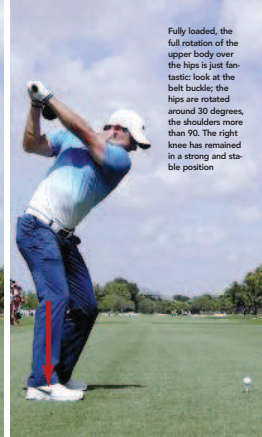 Fully loaded, the
full rotation of the
upper body over
the hips is just fan-
tastic: look at the
belt buckle; the
hips are rotated
around 30 degrees,
the shoulders more
than 90. The right
knee has remained
in a strong and sta-
ble position